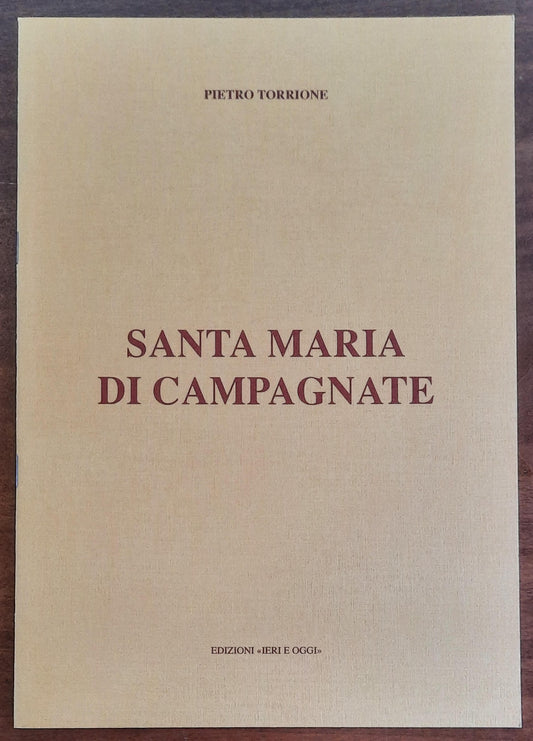 PIETRO TORRIONE
SANTA MARIA
DI CAMPAGNATE
EDIZIONI «IERI E OGGI»